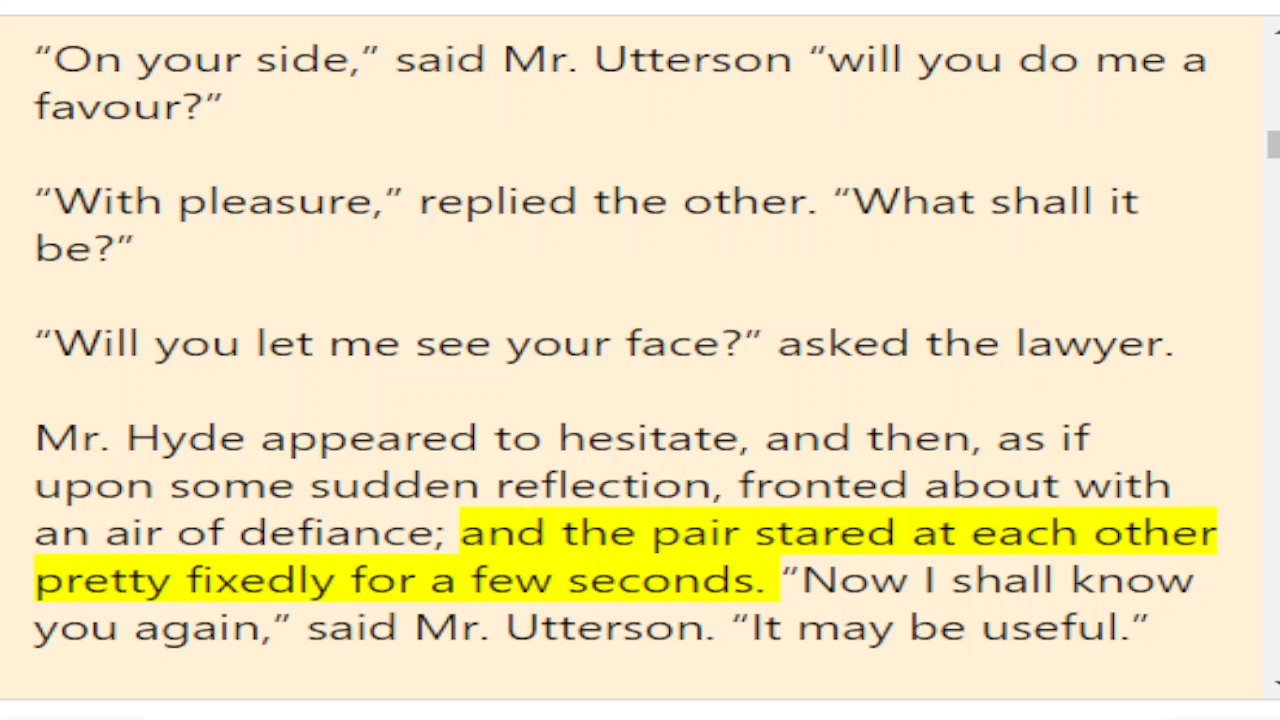 “On your side,” said Mr. Utterson “will you do me a
favour?”
“With pleasure,” replied the other. “What shall it
be?”
“Will you let me see your face?” asked the lawyer.
Mr. Hyde appeared to hesitate, and then, as if
upon some sudden reflection, fronted about with
an air of defiance; and the pair stared at each other
pretty fixedly for a few seconds. “Now I shall know
you again,” said Mr. Utterson. “It may be useful.”